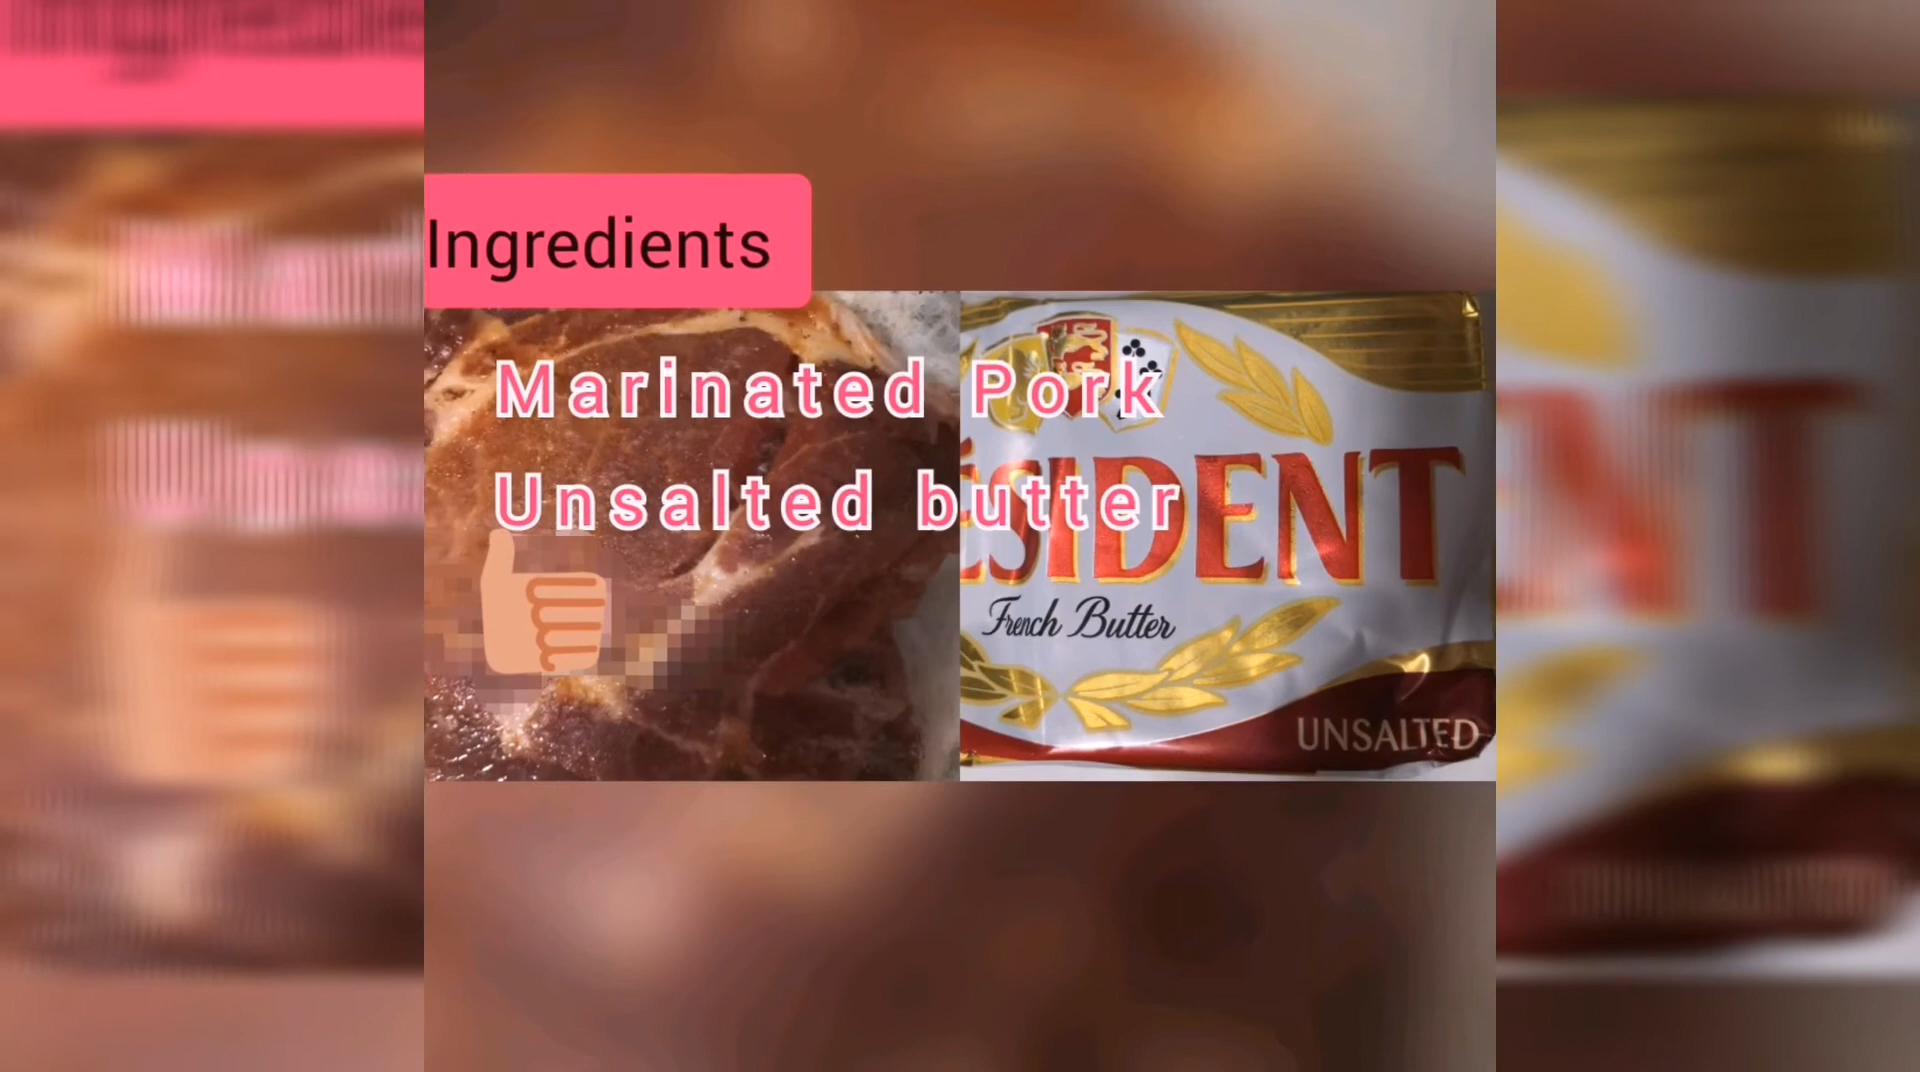 Ingredients
Marinated Pork
Unsalted butter
ÉSIDENT
French Butter
UNSALTED